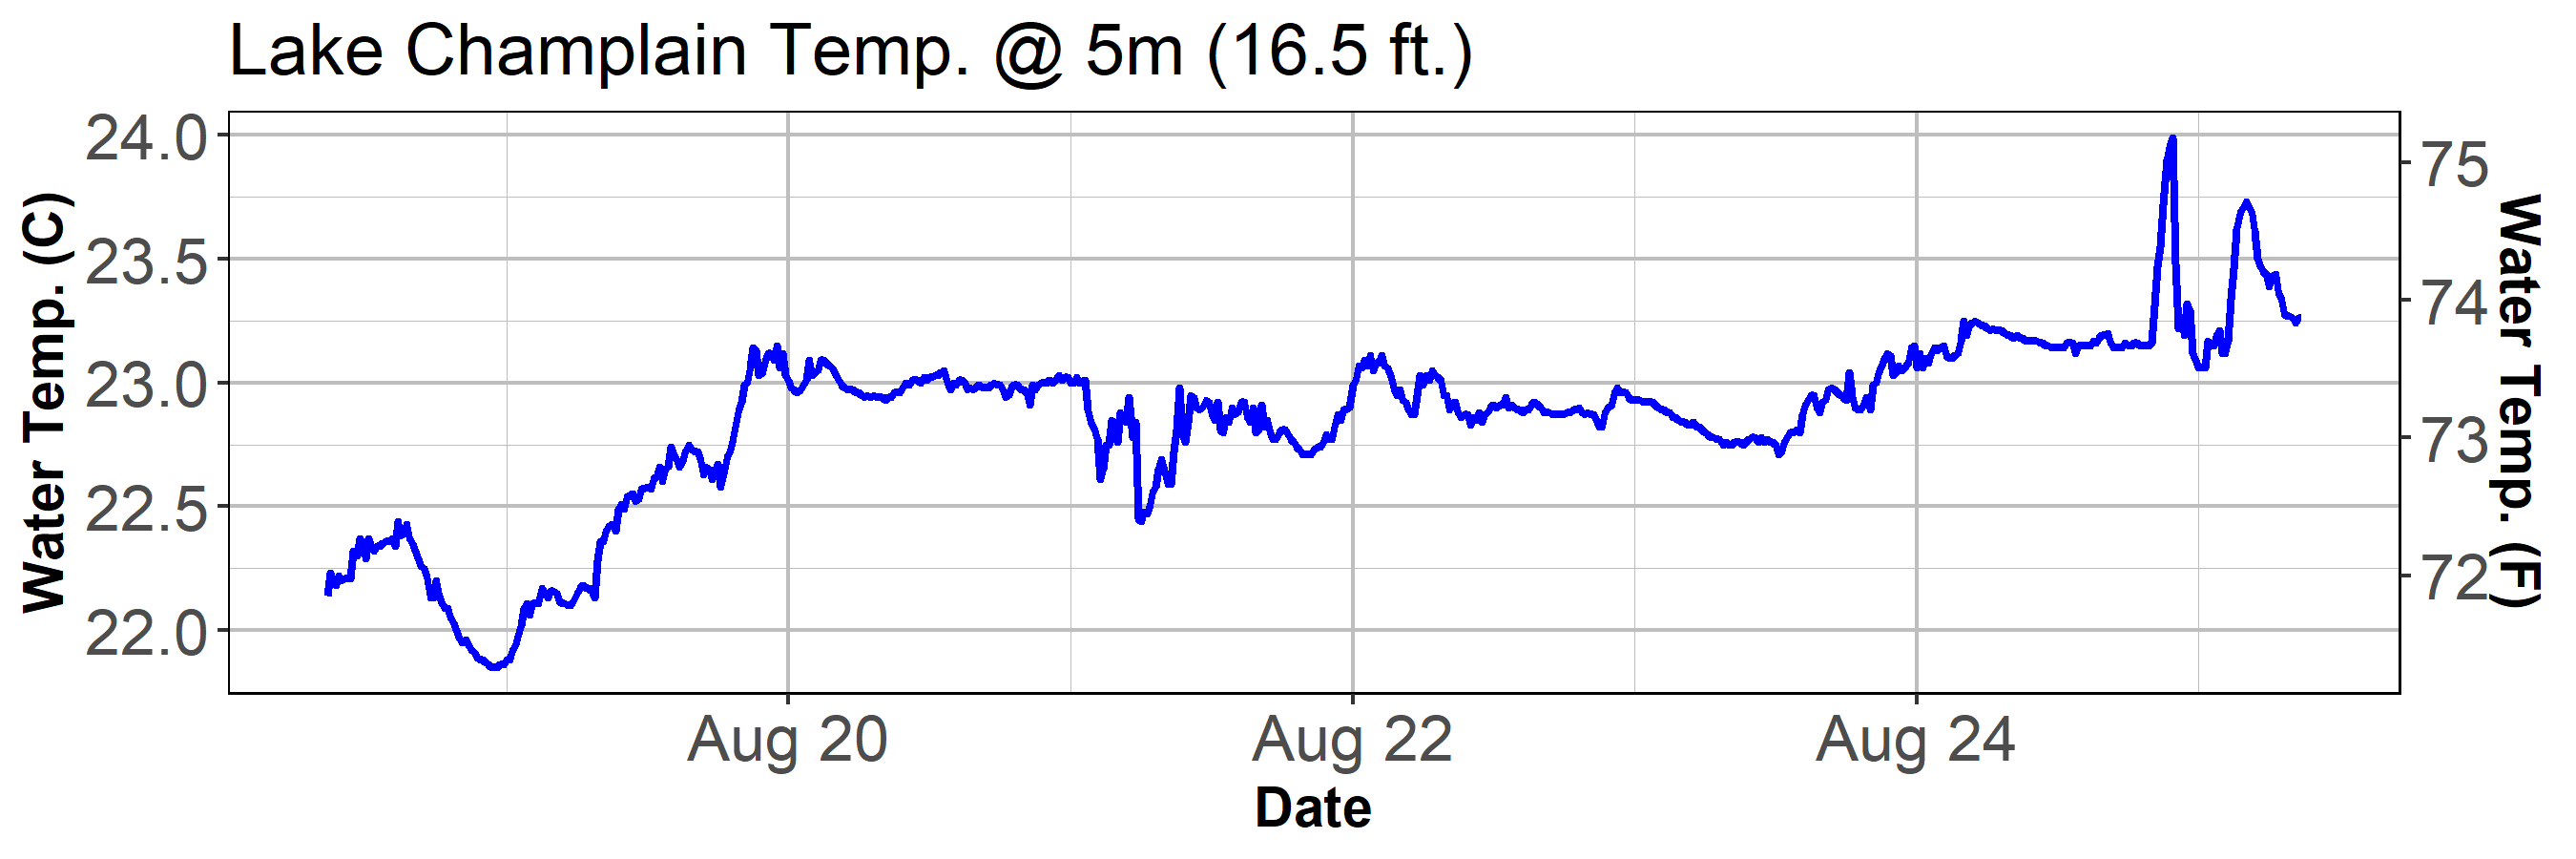 Lake Champlain Temp. @ 5m (16.5 ft.)
Water Temp. (C)
24.0
23.5
23.0
22.5
22.0
75
74
73
72
Water Temp. (F)
Aug 20
Aug 22
Aug 24
Date